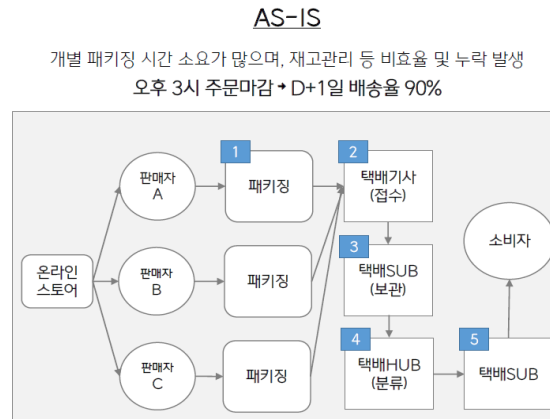 AS-IS
개별 패키징 시간 소요가 많으며, 재고관리 등 비효율 및 누락 발생
오후 3시 주문마감 → D+1일 배송율 90%
1
2
판매자
A
패키징
택배기사
(접수)
3
소비자
온라인
스토어
판매자
B
패키징
택배SUB
(보관)
4
5
판매자
C
패키징
택배HUB
(분류)
택배SUB